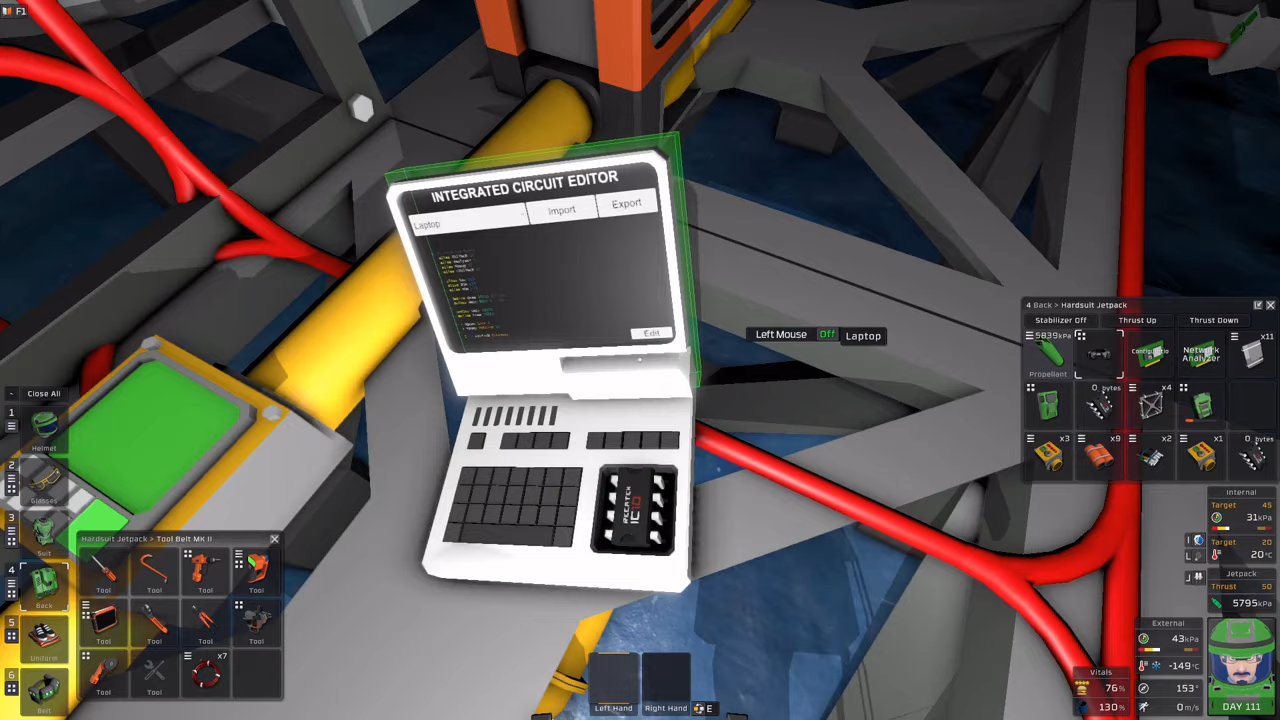 F1
INTEGRATED CIRCUIT EDITOR
Laptop
Import
Export
Edit
Left Mouse
Off
Laptop
4 Back > Hardsuit Jetpack
Stabilizer Off
Thrust Up
Thrust Down
5839kPa
x11
Propellant
Network
Analyzer
0 bytes
x4
x3
x9
x2
x1
0 bytes
Close All
1
Helmet
2
Glasses
3
Suit
4
Back
5
Uniform
6
Belt
Hardsuit Jetpack > Tool Belt MK II
Tool
Tool
Tool
Tool
Tool
Tool
Tool
Tool
x7
Tool
Tool
IC10
Left Hand
Right Hand
E
Internal
Target 45
31kPa
Target 20
20°C
Jetpack
Thrust 50
5795kPa
External
43kPa
-149°C
153°
0m/s
Vitals
76%
130%
DAY 111